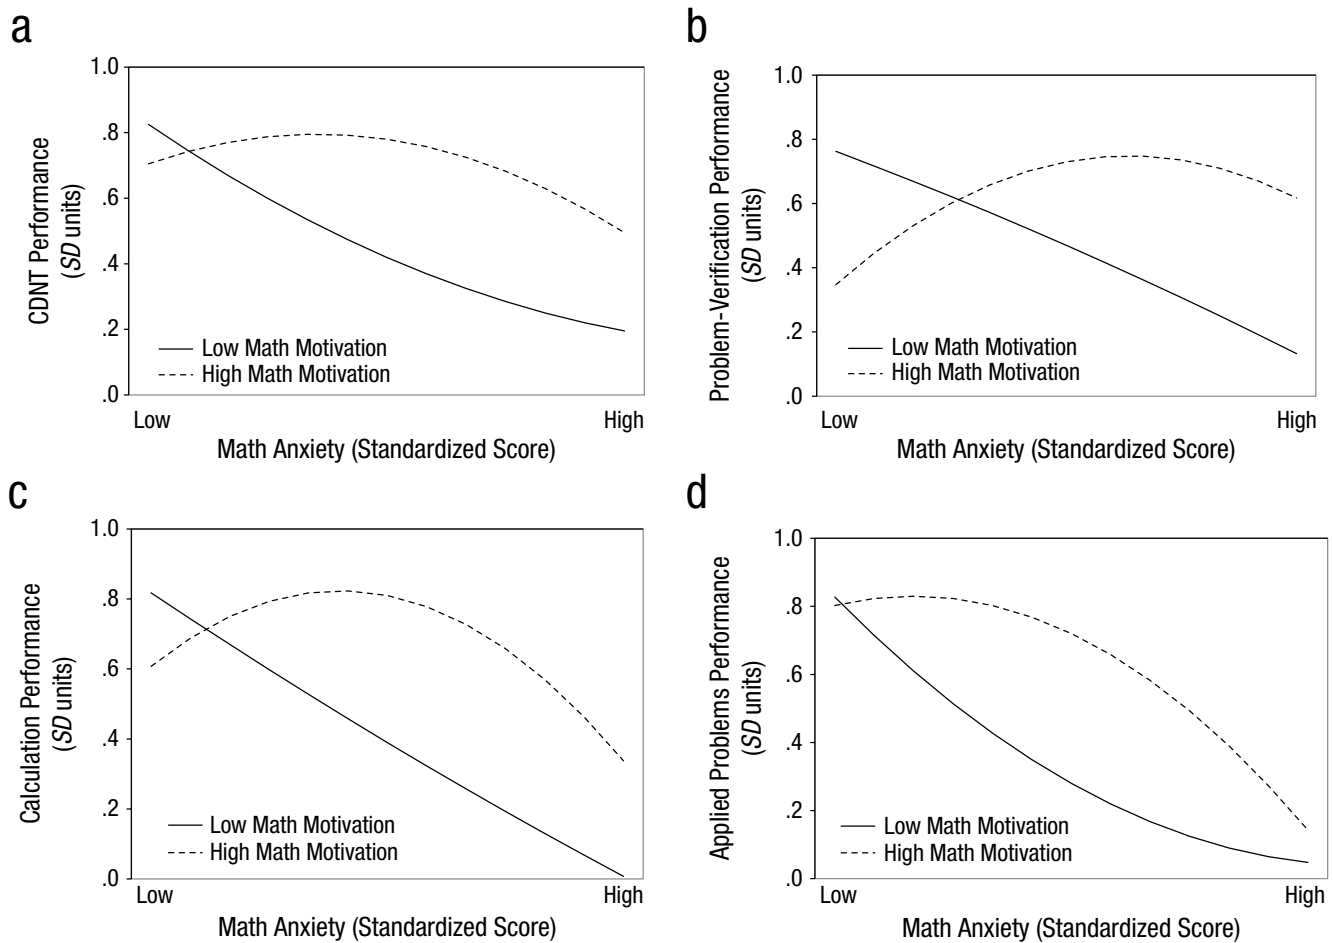 a
1.0
.8
.6
.4
.2
.0
CDNT Performance
(SD units)
Low Math Motivation
High Math Motivation
Low
High
Math Anxiety (Standardized Score)
b
1.0
.8
.6
.4
.2
.0
Problem-Verification Performance
(SD units)
Low Math Motivation
High Math Motivation
Low
High
Math Anxiety (Standardized Score)
c
1.0
.8
.6
.4
.2
.0
Calculation Performance
(SD units)
Low Math Motivation
High Math Motivation
Low
High
Math Anxiety (Standardized Score)
d
1.0
.8
.6
.4
.2
.0
Applied Problems Performance
(SD units)
Low Math Motivation
High Math Motivation
Low
High
Math Anxiety (Standardized Score)